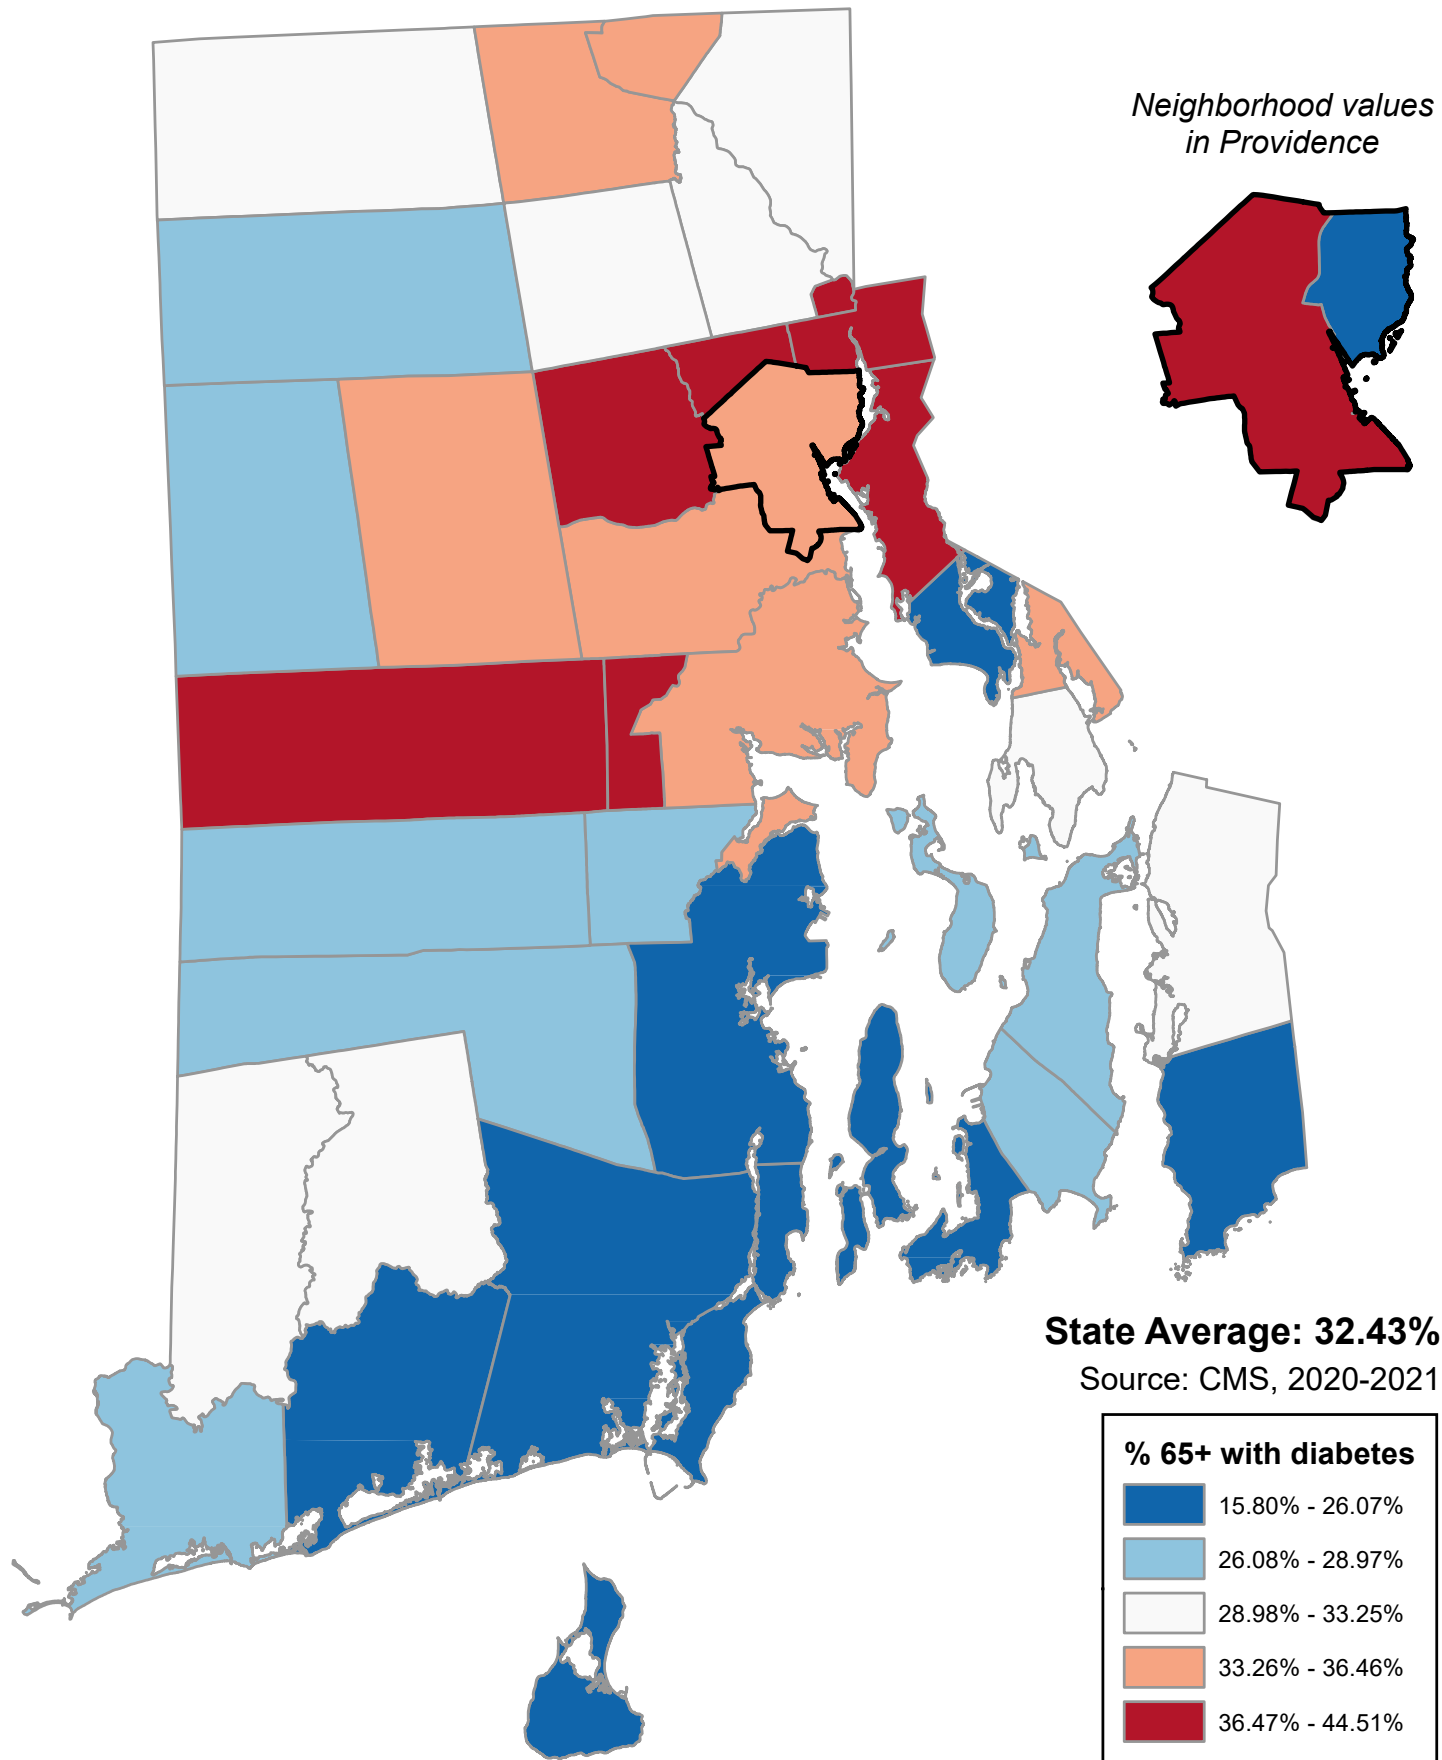 Neighborhood values
in Providence
State Average: 32.43%
Source: CMS, 2020-2021
% 65+ with diabetes
15.80% - 26.07%
26.08% - 28.97%
28.98% - 33.25%
33.26% - 36.46%
36.47% - 44.51%